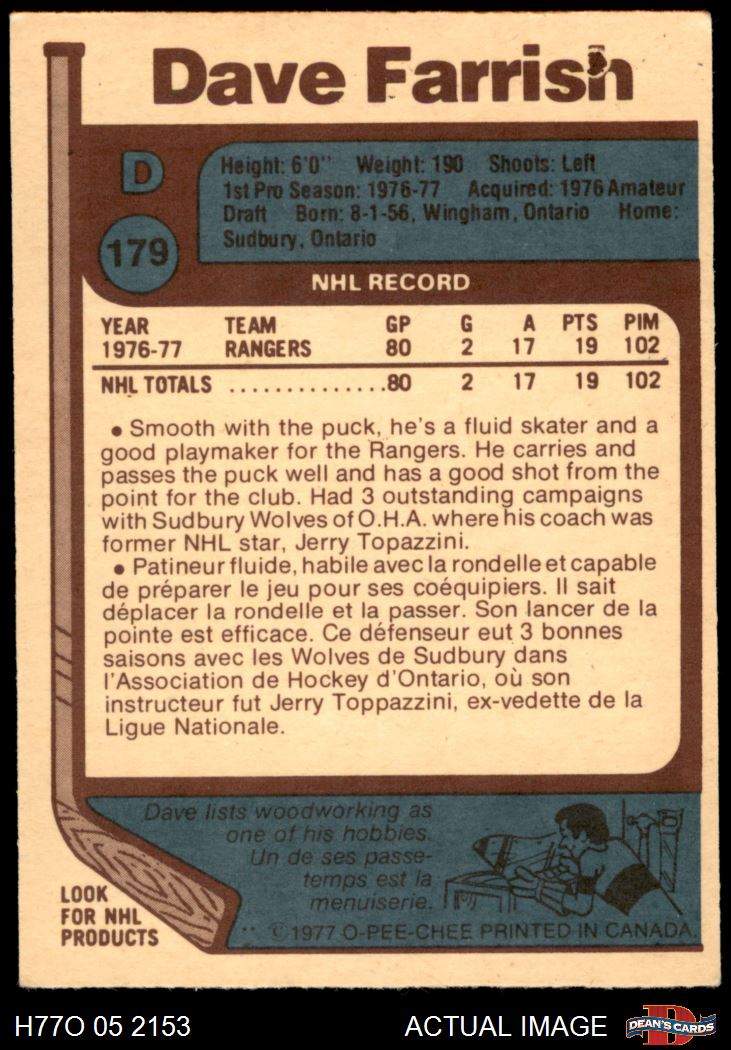 Dave Farrish
D
Height: 6'0" Weight: 190 Shoots: Left
1st Pro Season: 1976-77 Acquired: 1976 Amateur
Draft Born: 8-1-56, Wingham, Ontario Home:
Sudbury, Ontario
179
NHL RECORD
YEAR TEAM GP G A PTS PIM
1976-77 RANGERS 80 2 17 19 102
NHL TOTALS ...............80 2 17 19 102
• Smooth with the puck, he's a fluid skater and a
good playmaker for the Rangers. He carries and
passes the puck well and has a good shot from the
point for the club. Had 3 outstanding campaigns
with Sudbury Wolves of O.H.A. where his coach was
former NHL star, Jerry Topazzini.
• Patineur fluide, habile avec la rondelle et capable
de préparer le jeu pour ses coéquipiers. Il sait
déplacer la rondelle et la passer. Son lancer de la
pointe est efficace. Ce défenseur eut 3 bonnes
saisons avec les Wolves de Sudbury dans
l'Association de Hockey d'Ontario, où son
instructeur fut Jerry Toppazzini, ex-vedette de la
Ligue Nationale.
Dave lists woodworking as
one of his hobbies.
Un de ses passe-
temps est la
menuiserie.
LOOK
FOR NHL
PRODUCTS
©1977 O-PEE-CHEE PRINTED IN CANADA.
H77O 05 2153 ACTUAL IMAGE
DEAN'S CARDS